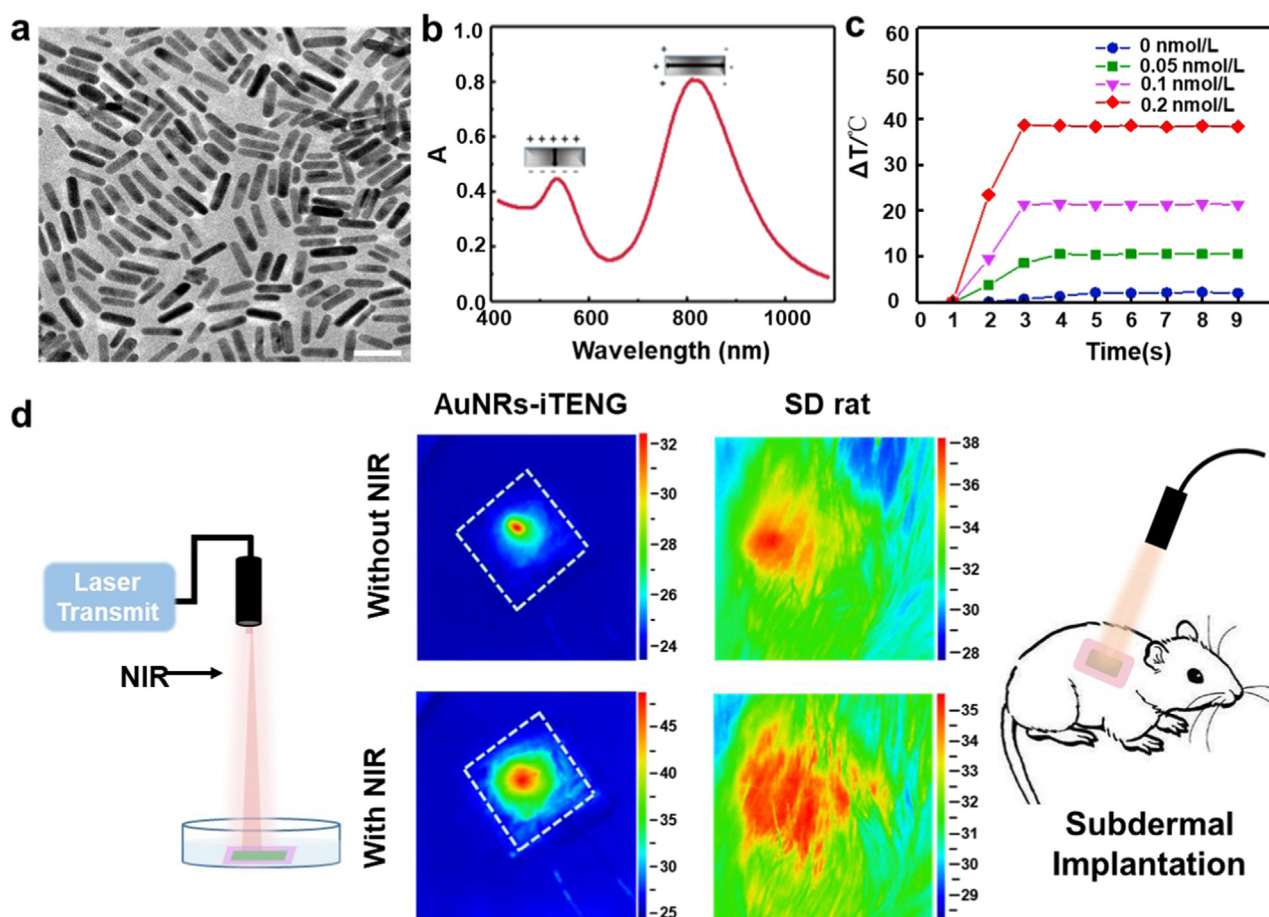 a
b
1.0
0.8
0.6
0.4
0.2
0.0
A
+ + + + +
- - - - -
+ -
+ -
+ -
400 600 800 1000
Wavelength (nm)
c
60
50
40
30
20
10
0
ΔT/℃
0 nmol/L
0.05 nmol/L
0.1 nmol/L
0.2 nmol/L
0 1 2 3 4 5 6 7 8 9
Time(s)
d
AuNRs-iTENG
SD rat
Laser
Transmit
NIR
Without NIR
32
30
28
26
24
38
36
34
33
32
30
28
With NIR
45
40
35
30
25
35
34
33
32
31
30
29
28
Subdermal
Implantation